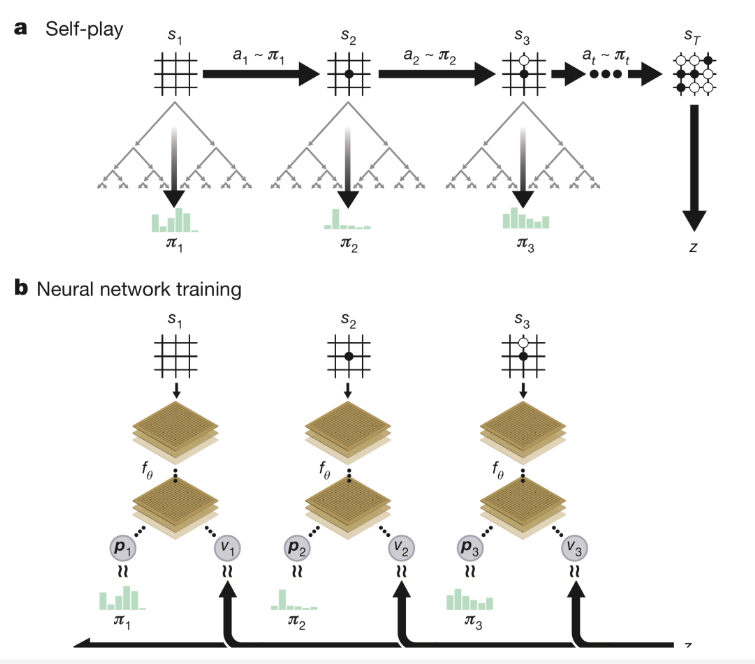 a Self-play
s1 s2 s3 sT
a1 ~ π1 a2 ~ π2 at ~ πt
π1 π2 π3 z
b Neural network training
s1 s2 s3
fθ fθ fθ
p1 v1 p2 v2 p3 v3
≈ ≈ ≈ ≈ ≈ ≈
π1 π2 π3